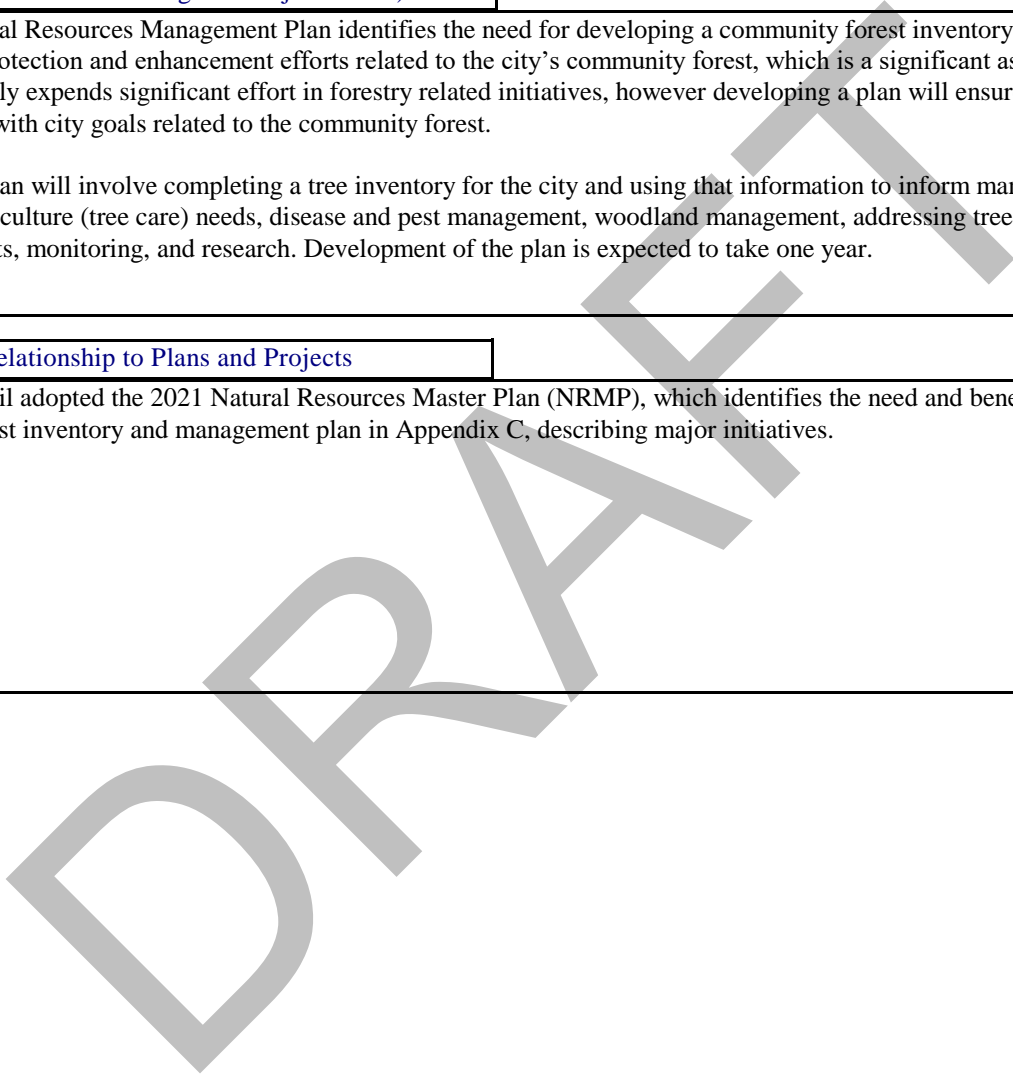 al Resources Management Plan identifies the need for developing a community forest inventory
otection and enhancement efforts related to the city's community forest, which is a significant as
ly expends significant effort in forestry related initiatives, however developing a plan will ensur
with city goals related to the community forest.
an will involve completing a tree inventory for the city and using that information to inform mar
culture (tree care) needs, disease and pest management, woodland management, addressing tree
ts, monitoring, and research. Development of the plan is expected to take one year.
elationship to Plans and Projects
il adopted the 2021 Natural Resources Master Plan (NRMP), which identifies the need and bene
st inventory and management plan in Appendix C, describing major initiatives.
DRAFT